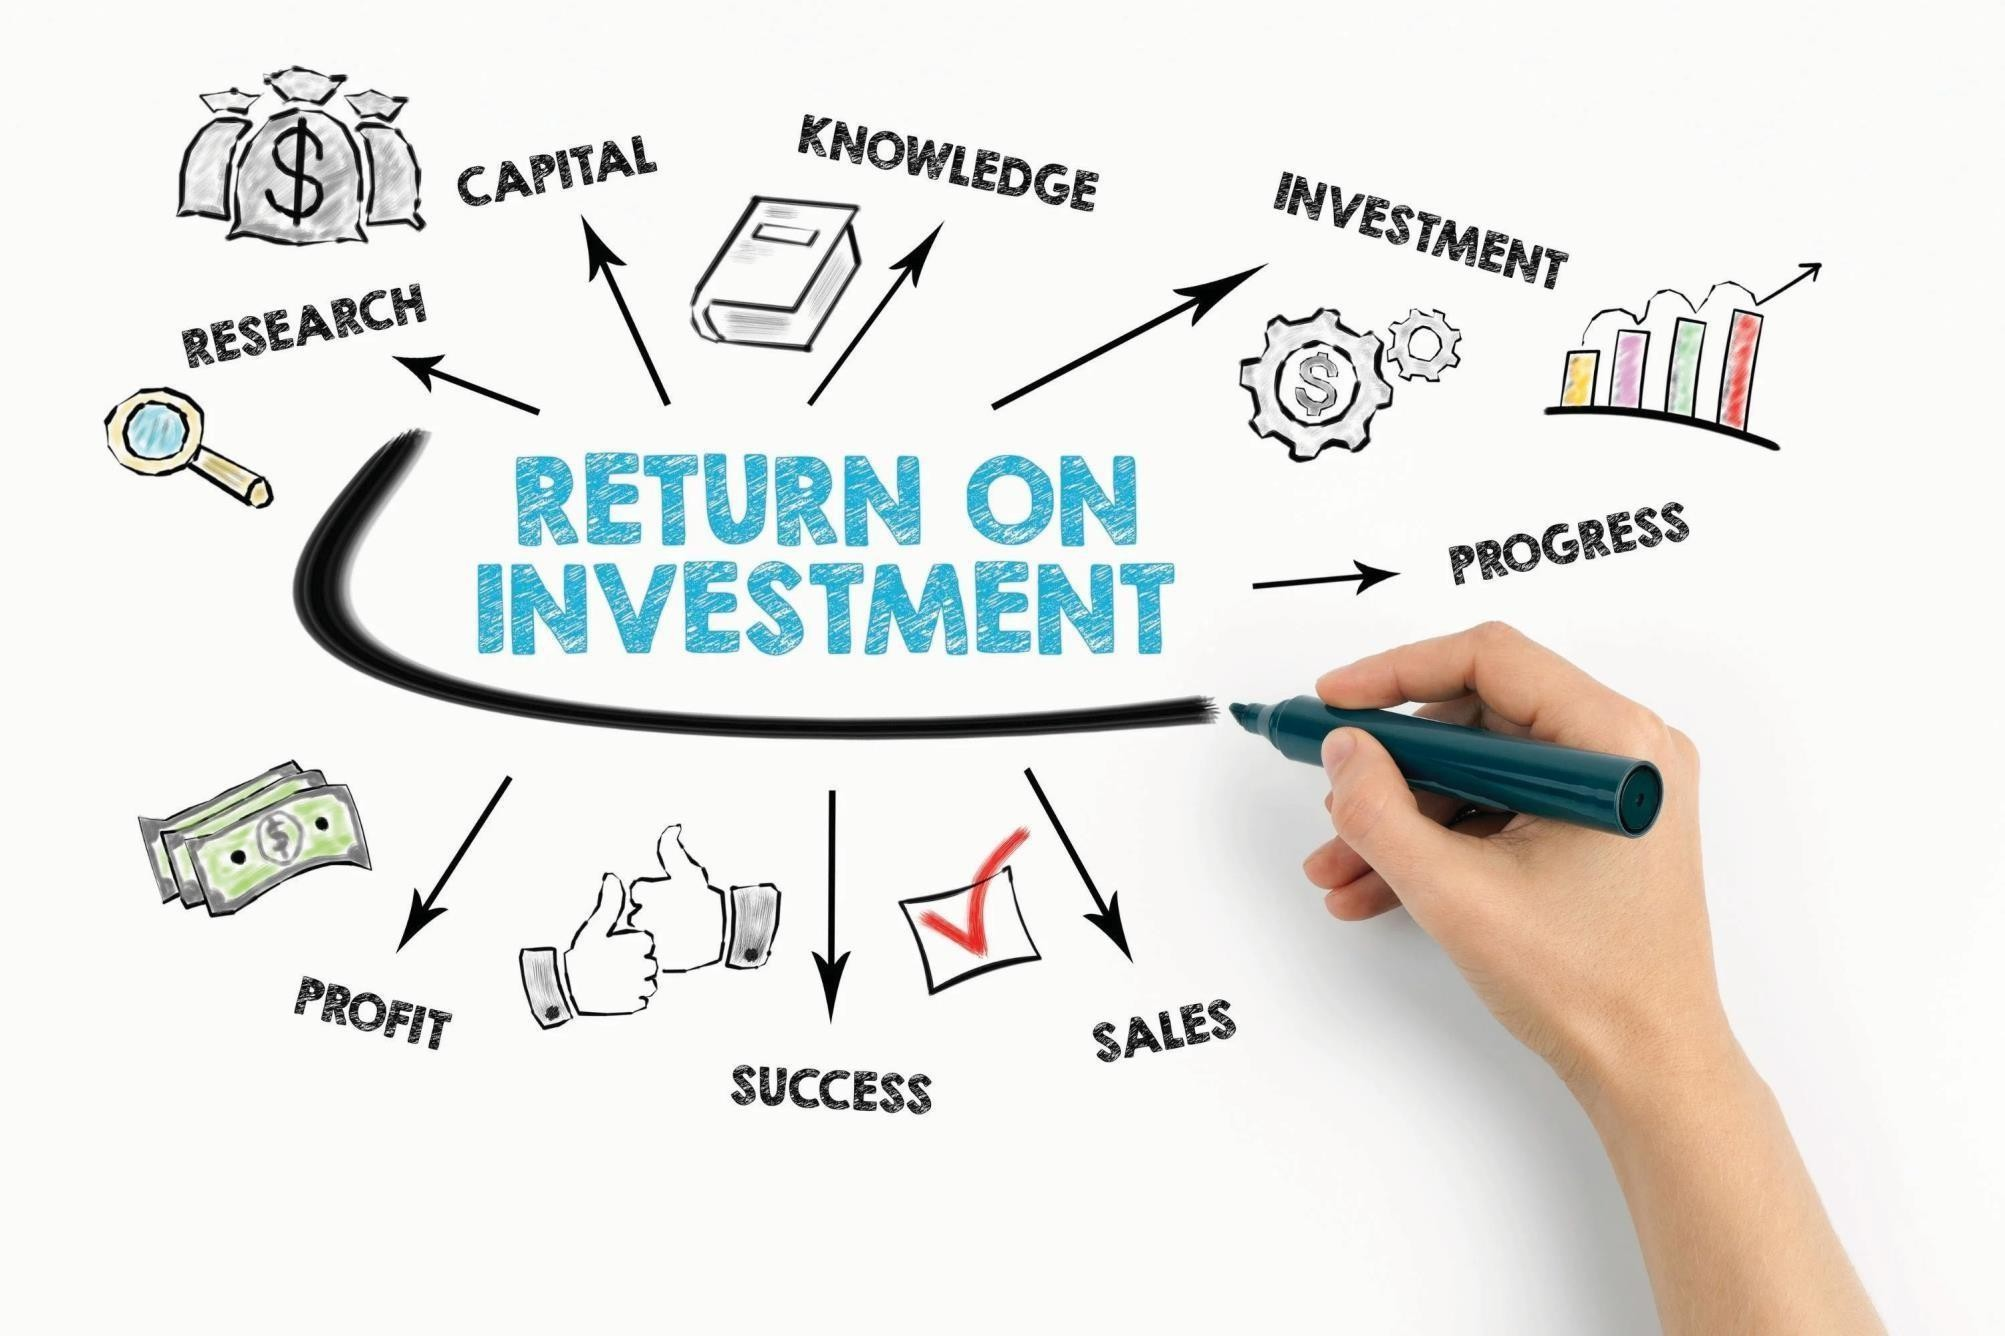 CAPITAL
KNOWLEDGE
INVESTMENT
RESEARCH
RETURN ON
INVESTMENT
PROGRESS
PROFIT
SUCCESS
SALES
$
$
$